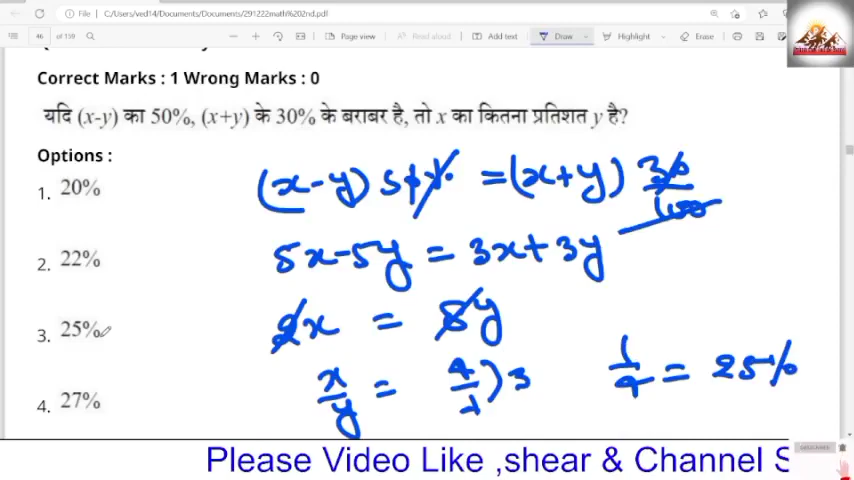 File | C:/Users/ved14/Documents/Documents/291222math%202nd.pdf
46 of 139 Page view Read aloud Add text Draw Highlight Erase
Correct Marks : 1 Wrong Marks : 0
यदि (x-y) का 50%, (x+y) के 30% के बराबर है, तो x का कितना प्रतिशत y है?
Options :
1. 20%
2. 22%
3. 25%
4. 27%
(x-y) 50% = (x+y) 30/100
5x-5y = 3x+3y
2x = 8y
x/y = 4/1)3
1/4 = 25%
Please Video Like ,shear & Channel S